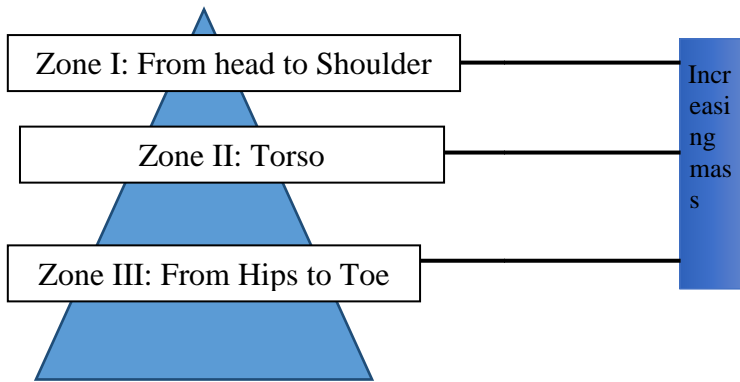 Zone I: From head to Shoulder
Zone II: Torso
Zone III: From Hips to Toe
Incr
easi
ng
mas
s